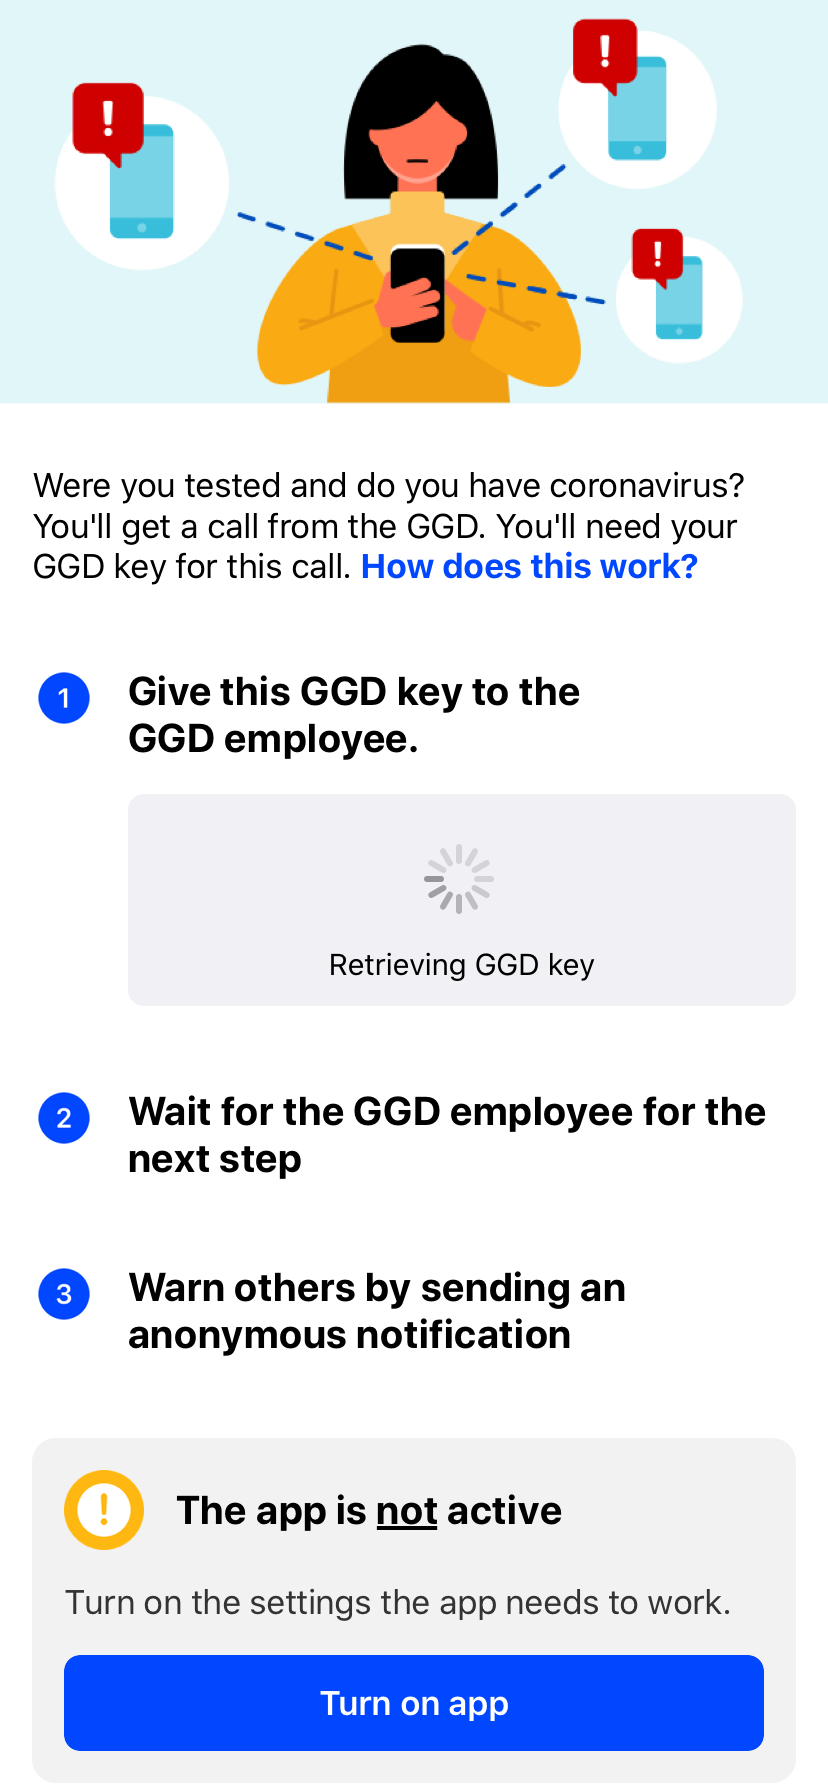 !
!
!
Were you tested and do you have coronavirus?
You'll get a call from the GGD. You'll need your
GGD key for this call. How does this work?
1
Give this GGD key to the
GGD employee.
Retrieving GGD key
2
Wait for the GGD employee for the
next step
3
Warn others by sending an
anonymous notification
!
The app is not active
Turn on the settings the app needs to work.
Turn on app